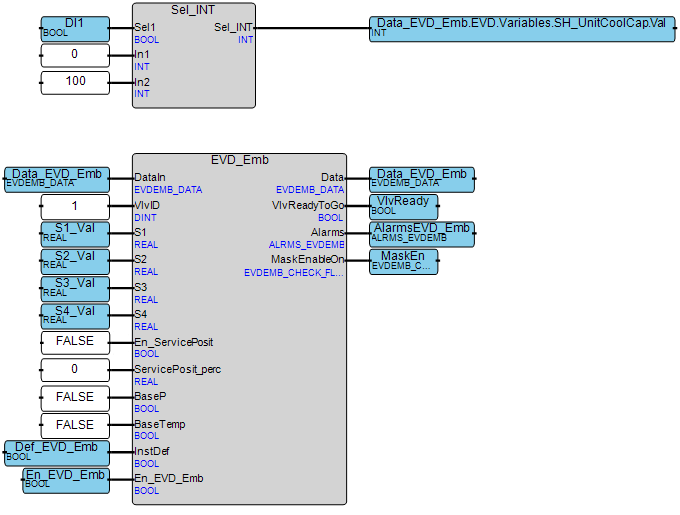 Sel_INT
DI1
BOOL
Sel1
BOOL
Sel_INT
INT
Data_EVD_Emb.EVD.Variables.SH_UnitCoolCap.Val
INT
0
In1
INT
100
In2
INT
EVD_Emb
Data_EVD_Emb
EVDEMB_DATA
DataIn
EVDEMB_DATA
Data
EVDEMB_DATA
Data_EVD_Emb
EVDEMB_DATA
1
VlvID
DINT
VlvReadyToGo
BOOL
VlvReady
BOOL
S1_Val
REAL
S1
REAL
Alarms
ALRMS_EVDEMB
AlarmsEVD_Emb
ALRMS_EVDEMB
S2_Val
REAL
S2
REAL
MaskEnableOn
EVDEMB_CHECK_FL...
MaskEn
EVDEMB_C...
S3_Val
REAL
S3
REAL
S4_Val
REAL
S4
REAL
FALSE
En_ServicePosit
BOOL
0
ServicePosit_perc
REAL
FALSE
BaseP
BOOL
FALSE
BaseTemp
BOOL
Def_EVD_Emb
BOOL
InstDef
BOOL
En_EVD_Emb
BOOL
En_EVD_Emb
BOOL